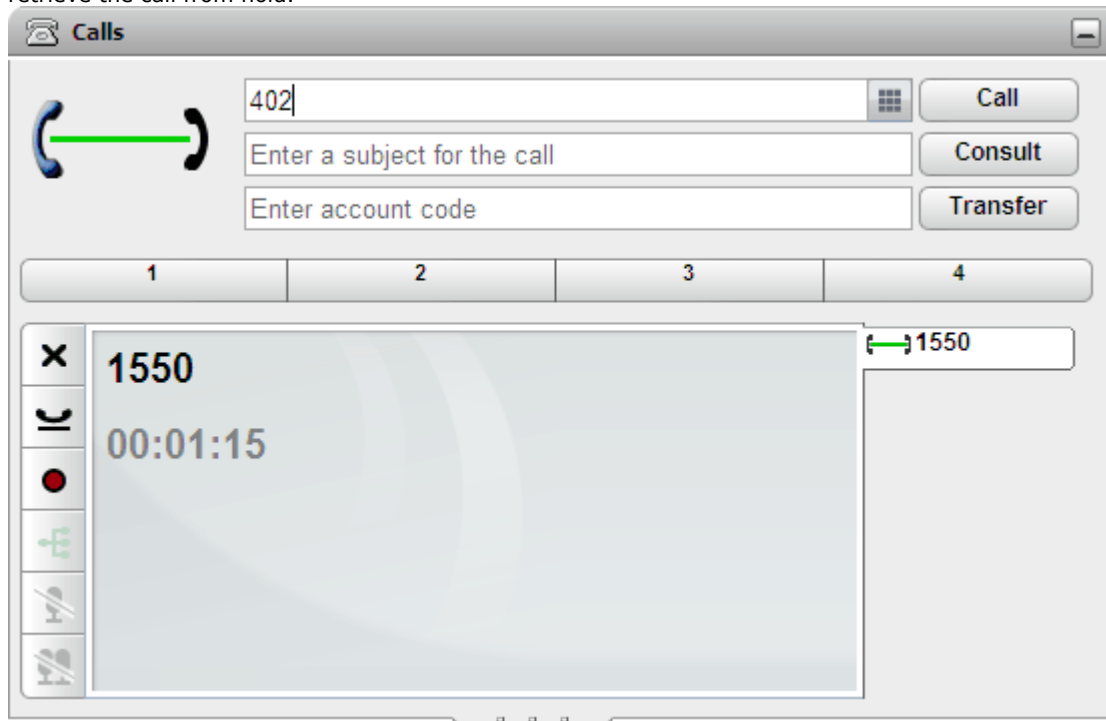 retrieve the call from hold.
Calls
402
Call
Enter a subject for the call
Consult
Enter account code
Transfer
1 2 3 4
1550
1550
00:01:15